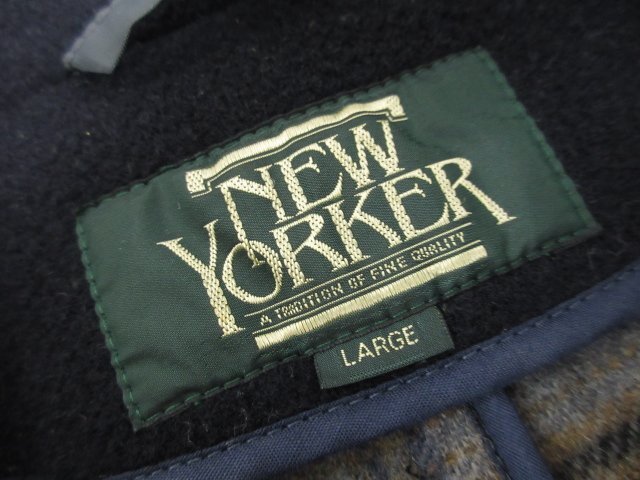 NEW
YORKER
A TRADITION OF FINE QUALITY
LARGE